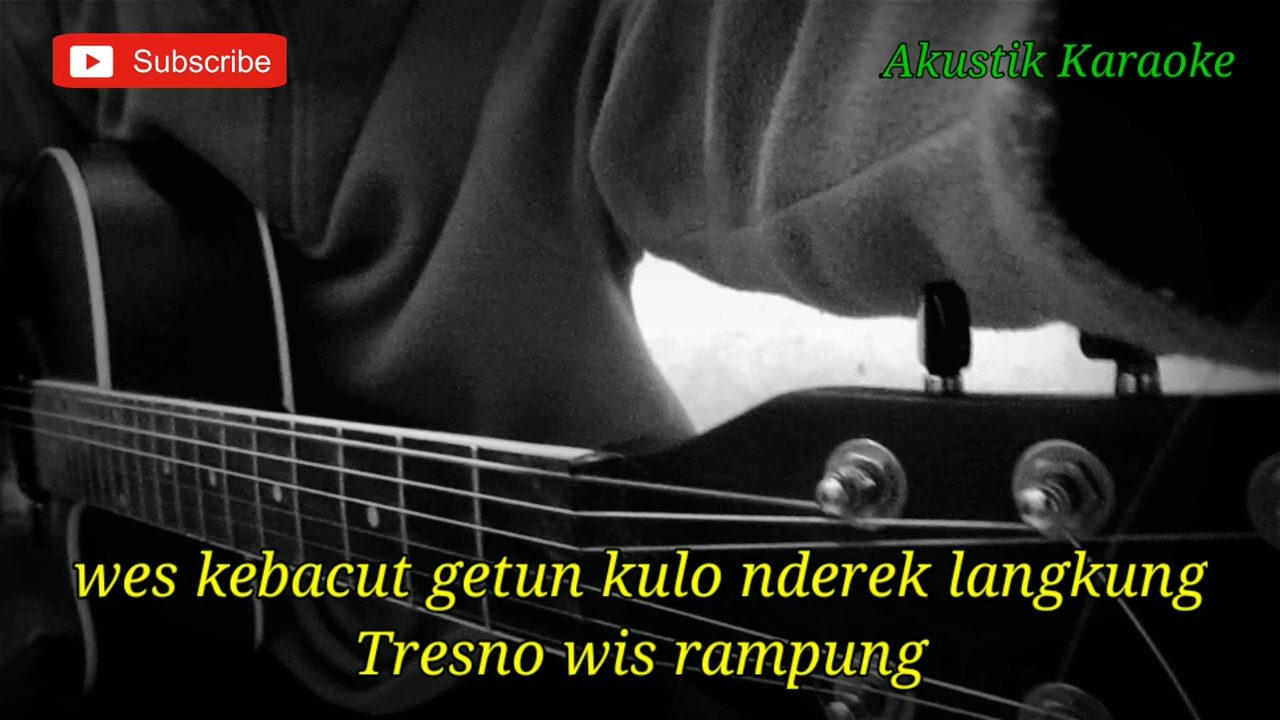 Subscribe
Akustik Karaoke
wes kebacut getun kulo nderek langkung
Tresno wis rampung